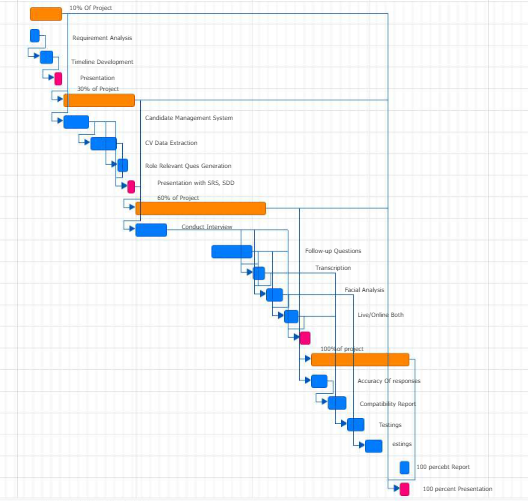 10% Of Project
Requirement Analysis
Timeline Development
Presentation
30% of Project
Candidate Management System
CV Data Extraction
Role Relevant Ques Generation
Presentation with SRS, SDD
60% of Project
Conduct Interview
Follow-up Questions
Transcription
Facial Analysis
Live/Online Both
100%of project
Accuracy Of responses
Compatibility Report
Testings
estings
100 percebt Report
100 percent Presentation